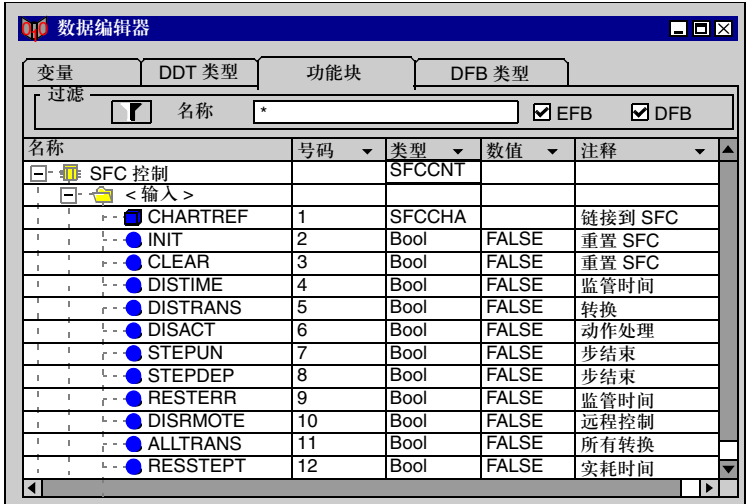 数据编辑器
变量 DDT 类型 功能块 DFB 类型
过滤
名称 * EFB DFB
名称 号码 类型 数值 注释
SFC 控制 SFCCNT
< 输入 >
CHARTREF 1 SFCCHA 链接到 SFC
INIT 2 Bool FALSE 重置 SFC
CLEAR 3 Bool FALSE 重置 SFC
DISTIME 4 Bool FALSE 监管时间
DISTRANS 5 Bool FALSE 转换
DISACT 6 Bool FALSE 动作处理
STEPUN 7 Bool FALSE 步结束
STEPDEP 8 Bool FALSE 步结束
RESTERR 9 Bool FALSE 监管时间
DISRMOTE 10 Bool FALSE 远程控制
ALLTRANS 11 Bool FALSE 所有转换
RESSTEPT 12 Bool FALSE 实耗时间